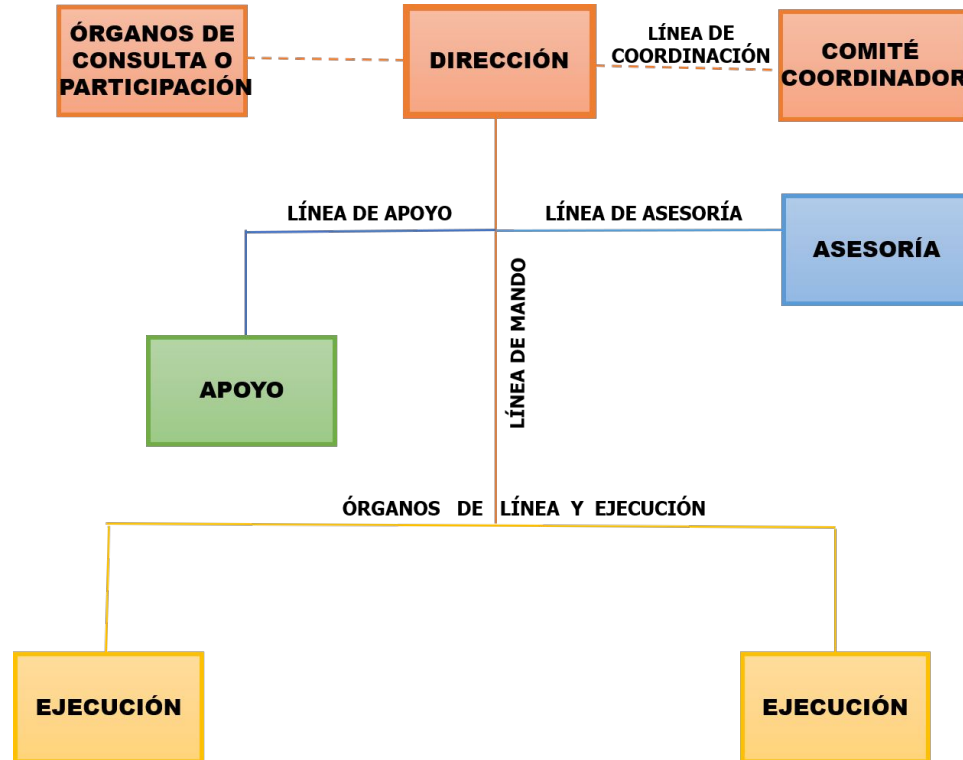 ÓRGANOS DE
CONSULTA O
PARTICIPACIÓN
DIRECCIÓN
LÍNEA DE
COORDINACIÓN
COMITÉ
COORDINADOR
LÍNEA DE APOYO
LÍNEA DE ASESORÍA
ASESORÍA
LÍNEA DE MANDO
APOYO
ÓRGANOS DE LÍNEA Y EJECUCIÓN
EJECUCIÓN
EJECUCIÓN